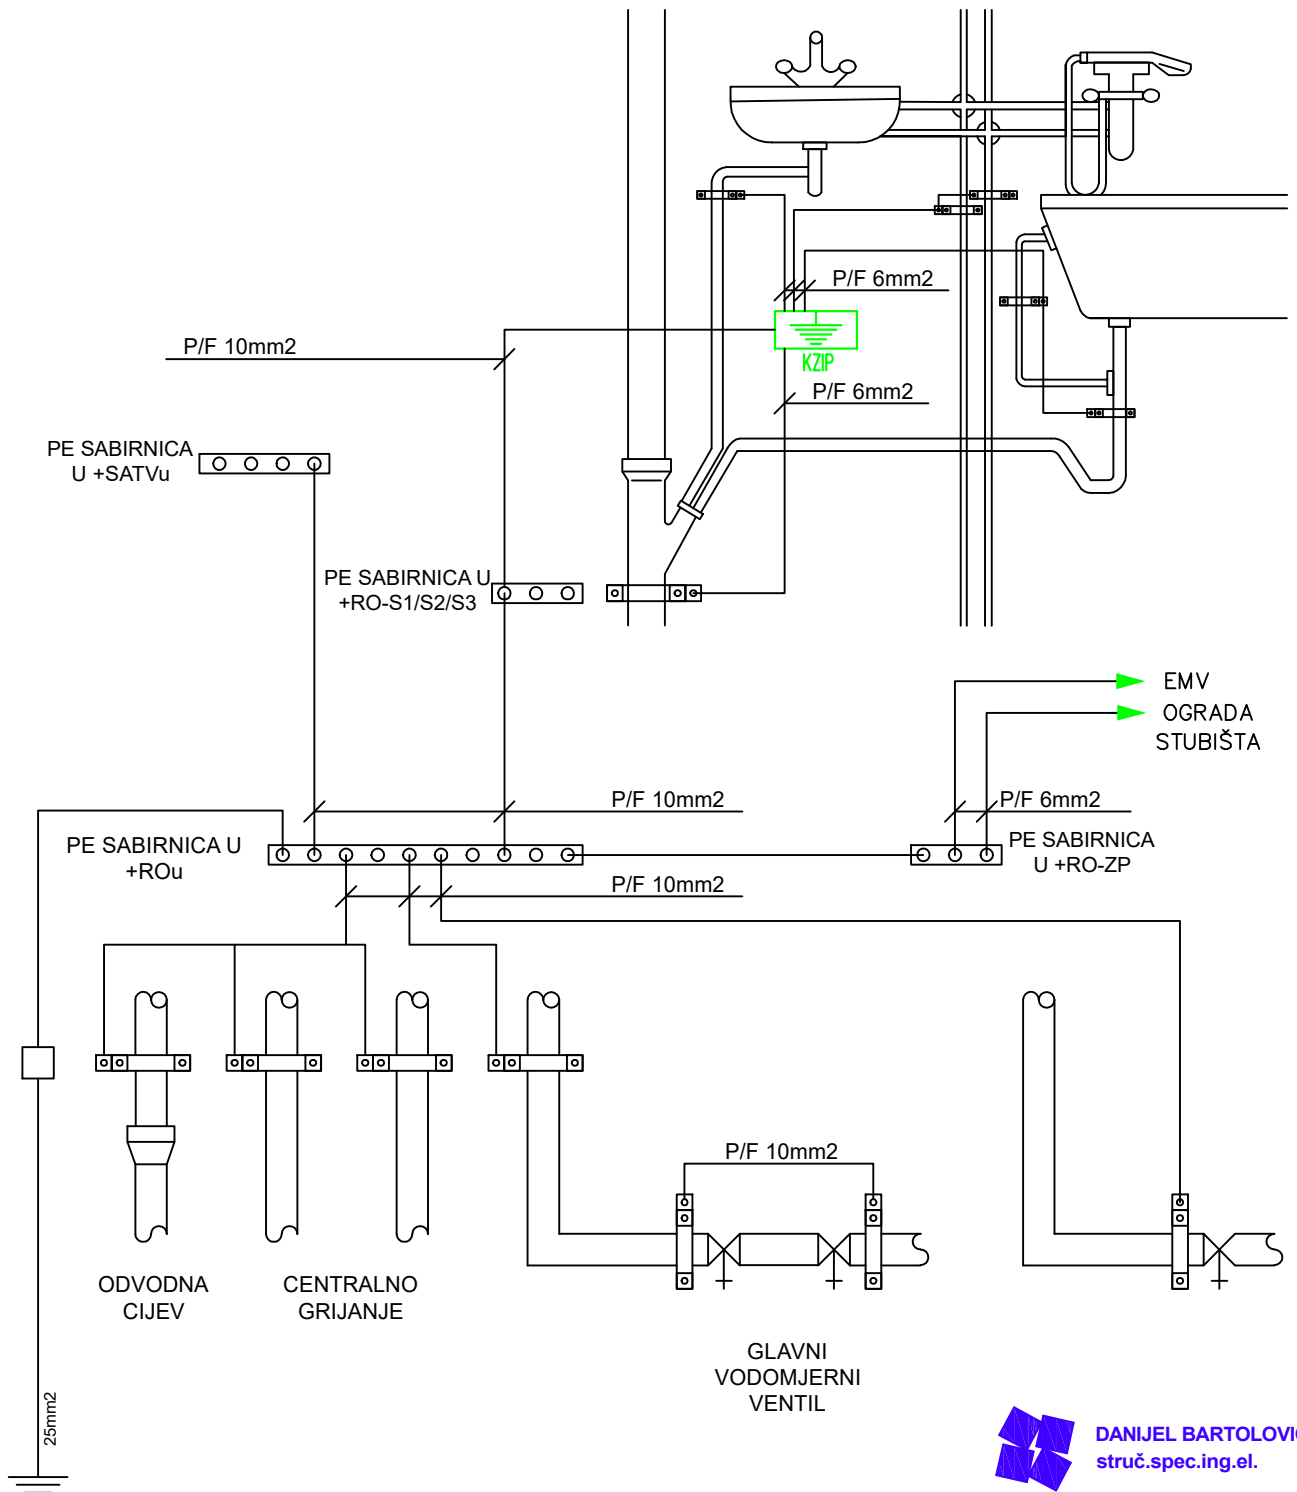 P/F 6mm2
P/F 10mm2
KZIP
P/F 6mm2
PE SABIRNICA
U +SATVu
PE SABIRNICA U
+RO-S1/S2/S3
EMV
OGRADA
STUBIŠTA
P/F 10mm2
P/F 6mm2
PE SABIRNICA U
+ROu
PE SABIRNICA
U +RO-ZP
P/F 10mm2
P/F 10mm2
ODVODNA
CIJEV
CENTRALNO
GRIJANJE
GLAVNI
VODOMJERNI
VENTIL
25mm2
DANIJEL
struč.spec.ing.el.